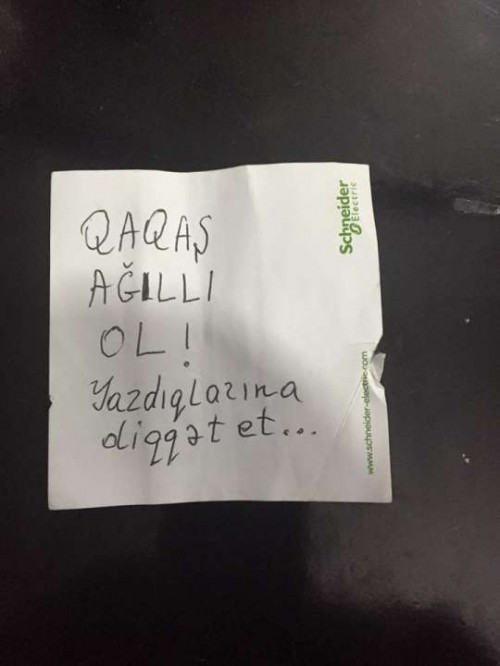 QAQAŞ
AĞILLI
OL!
Yazdıqlarına
diqqət et...
Schneider
Electric
www.schneider-electric.com